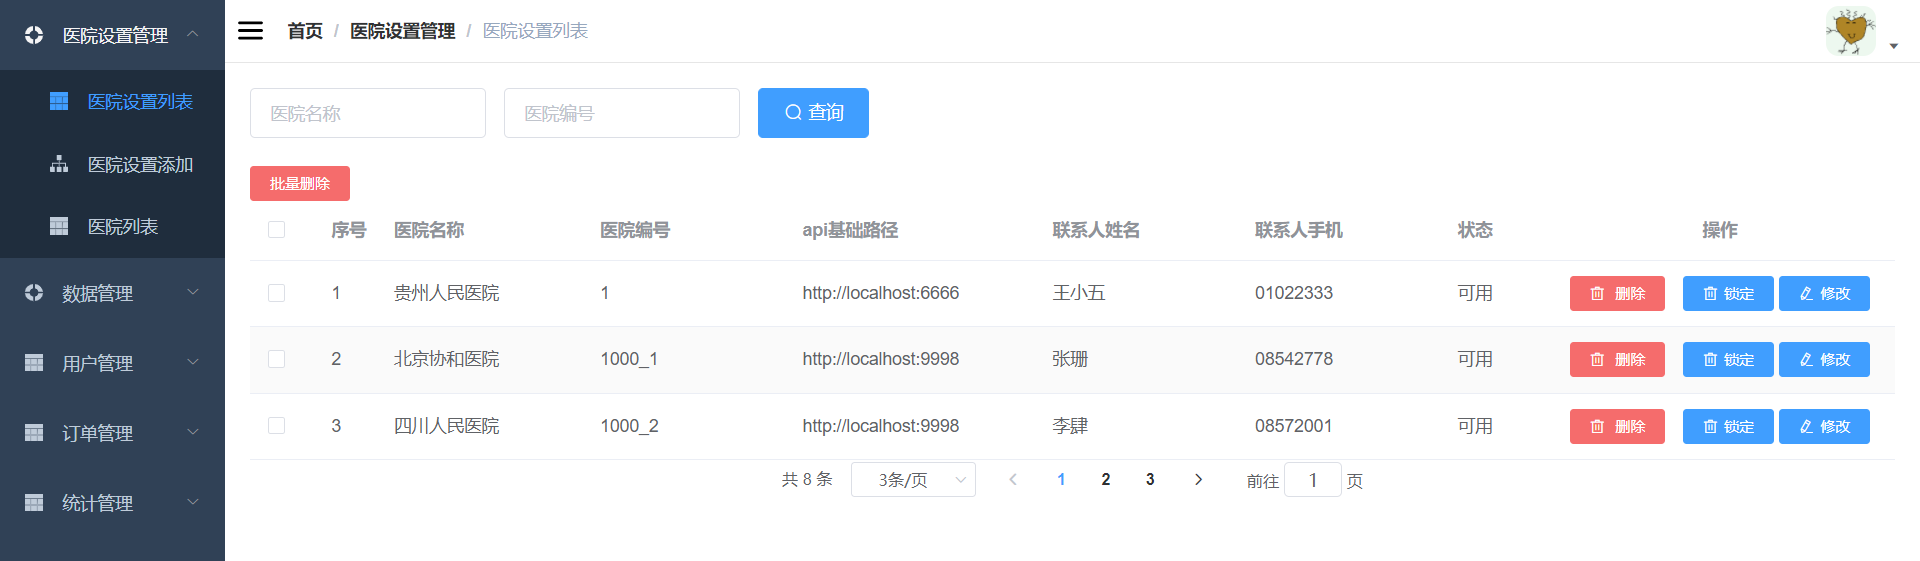 医院设置管理
医院设置列表
医院设置添加
医院列表
数据管理
用户管理
订单管理
统计管理
首页 / 医院设置管理 / 医院设置列表
医院名称 医院编号 查询
批量删除
序号 医院名称 医院编号 api基础路径 联系人姓名 联系人手机 状态 操作
1 贵州人民医院 1 http://localhost:6666 王小五 01022333 可用 删除 锁定 修改
2 北京协和医院 1000_1 http://localhost:9998 张珊 08542778 可用 删除 锁定 修改
3 四川人民医院 1000_2 http://localhost:9998 李肆 08572001 可用 删除 锁定 修改
共 8 条 3条/页 1 2 3 前往 1 页